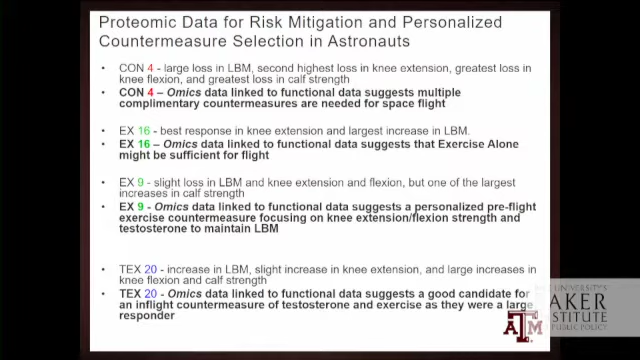 Proteomic Data for Risk Mitigation and Personalized
Countermeasure Selection in Astronauts
• CON 4 - large loss in LBM, second highest loss in knee extension, greatest loss in
knee flexion, and greatest loss in calf strength
• CON 4 – Omics data linked to functional data suggests multiple
complimentary countermeasures are needed for space flight
• EX 16 - best response in knee extension and largest increase in LBM.
• EX 16 - Omics data linked to functional data suggests that Exercise Alone
might be sufficient for flight
• EX 9 - slight loss in LBM and knee extension and flexion, but one of the largest
increases in calf strength
• EX 9 - Omics data linked to functional data suggests a personalized pre-flight
exercise countermeasure focusing on knee extension/flexion strength and
testosterone to maintain LBM
• TEX 20 - increase in LBM, slight increase in knee extension, and large increases in
knee flexion and calf strength
• TEX 20 - Omics data linked to functional data suggests a good candidate for
an inflight countermeasure of testosterone and exercise as they were a large
responder
ATM
UNIVERSITY'S
AKER
STITUTE
PUBLIC POLICY